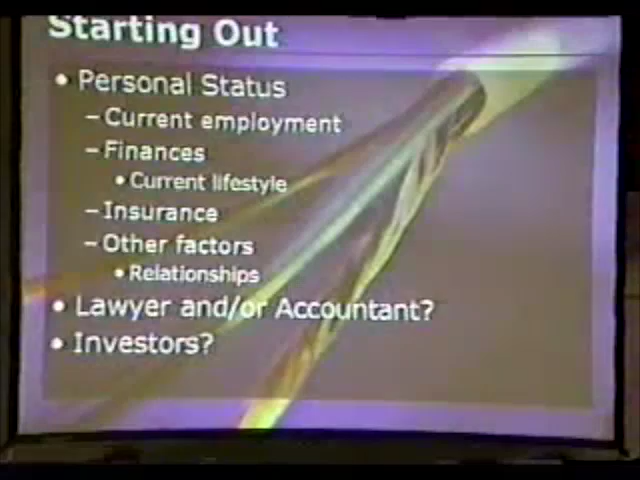 Starting Out
• Personal Status
– Current employment
– Finances
• Current lifestyle
– Insurance
– Other factors
• Relationships
• Lawyer and/or Accountant?
• Investors?